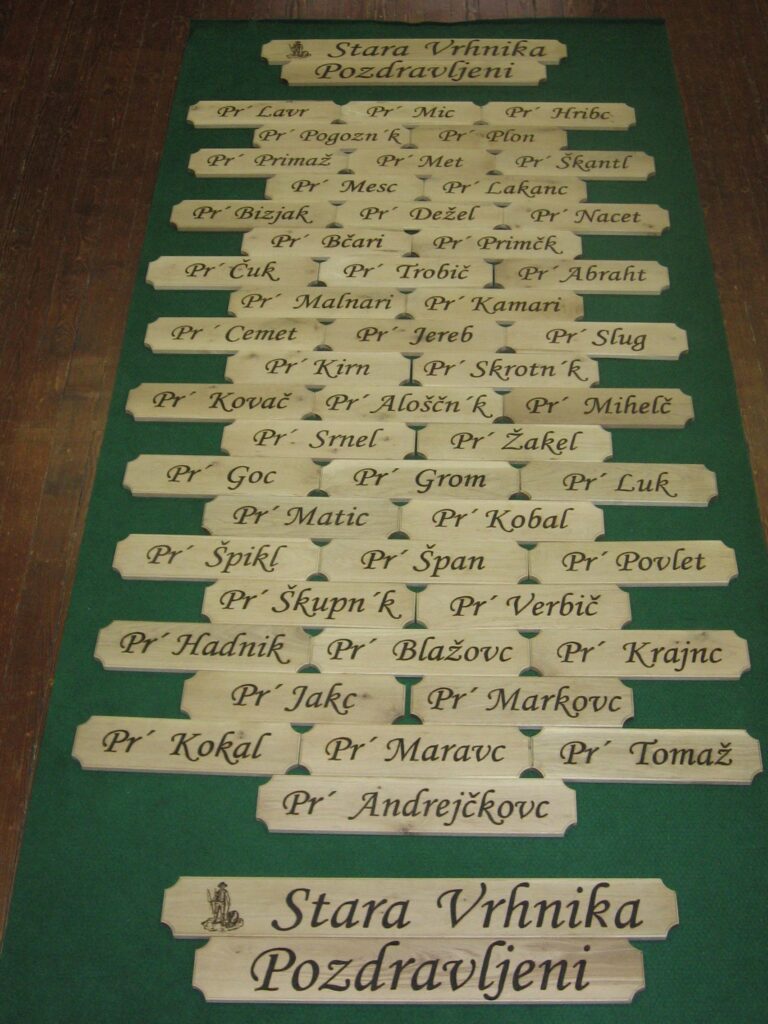 Stara Vrhnika
Pozdravljeni
Pr´ Lavr Pr´ Mic Pr´ Hribc
Pr´ Pogozn´k Pr´ Plon
Pr´ Primaž Pr´ Met Pr´ Škantl
Pr´ Mesc Pr´ Lakanc
Pr´ Bizjak Pr´ Dežel Pr´ Nacet
Pr´ Bčari Pr´ Primčk
Pr´ Čuk Pr´ Trobič Pr´ Abraht
Pr´ Malnari Pr´ Kamari
Pr´ Cemet Pr´ Jereb Pr´ Slug
Pr´ Kirn Pr´ Skrotn´k
Pr´ Kovač Pr´ Aloščn´k Pr´ Mihelč
Pr´ Srnel Pr´ Žakel
Pr´ Goc Pr´ Grom Pr´ Luk
Pr´ Matic Pr´ Kobal
Pr´ Špikl Pr´ Špan Pr´ Povlet
Pr´ Škupn´k Pr´ Verbič
Pr´ Hadnik Pr´ Blažovc Pr´ Krajnc
Pr´ Jakc Pr´ Markovc
Pr´ Kokal Pr´ Maravc Pr´ Tomaž
Pr´ Andrejčkovc
Stara Vrhnika
Pozdravljeni